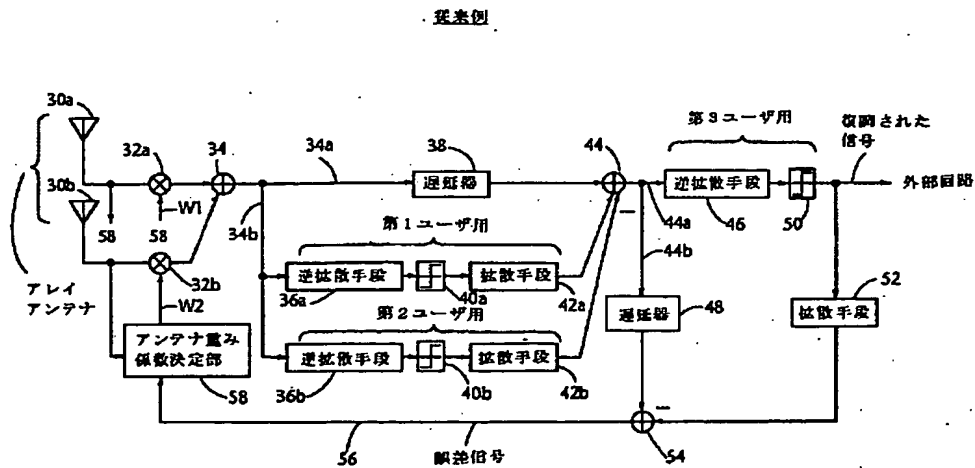 従来例
30a
32a
34
34a
38
44
第3ユーザ用
復調された
信号
遅延器
逆拡散手段
外部回路
30b
W1
58
58
34b
44a
46
50
44b
第1ユーザ用
32b
逆拡散手段
拡散手段
36a
40a
42a
アレイ
アンテナ
W2
第2ユーザ用
遅延器
48
52
拡散手段
アンテナ重み
係数決定部
58
逆拡散手段
拡散手段
36b
40b
42b
56
誤差信号
54